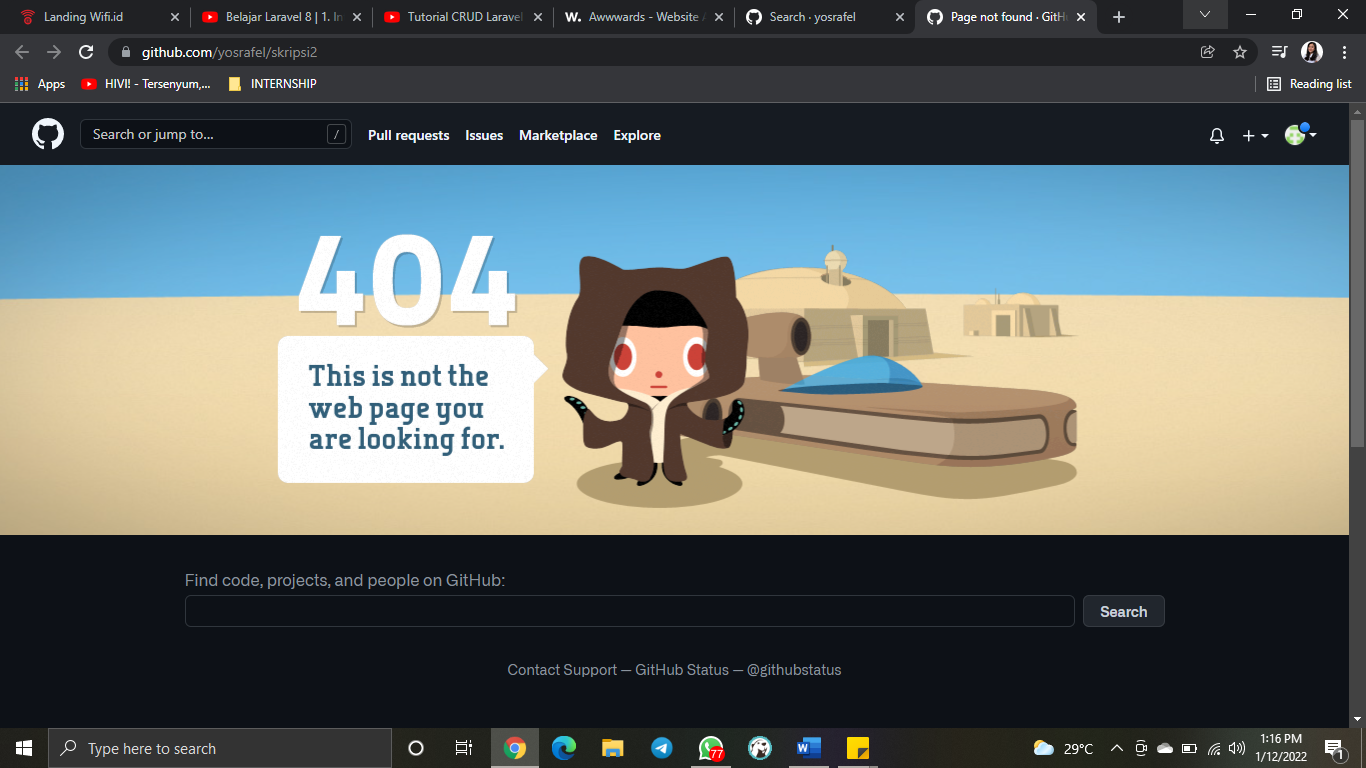 Landing Wifi.id
Belajar Laravel 8 | 1. In
Tutorial CRUD Laravel
W. Awwwards - Website A
Search · yosrafel
Page not found · GitHu
github.com/yosrafel/skripsi2
Apps
HIVI! - Tersenyum,...
INTERNSHIP
Reading list
Search or jump to...
/
Pull requests
Issues
Marketplace
Explore
404
This is not the
web page you
are looking for.
Find code, projects, and people on GitHub:
Search
Contact Support — GitHub Status — @githubstatus
Type here to search
77
W
29°C
1:16 PM
1/12/2022
1